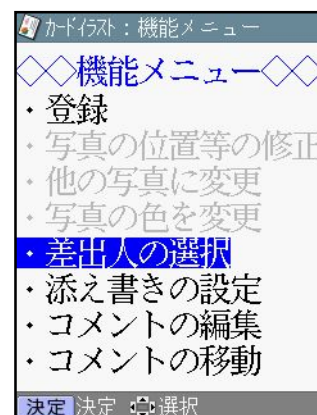 カードイラスト：機能メニュー
◇◇機能メニュー◇◇
・登録
・写真の位置等の修正
・他の写真に変更
・写真の色を変更
・差出人の選択
・添え書きの設定
・コメントの編集
・コメントの移動
決定 決定 選択